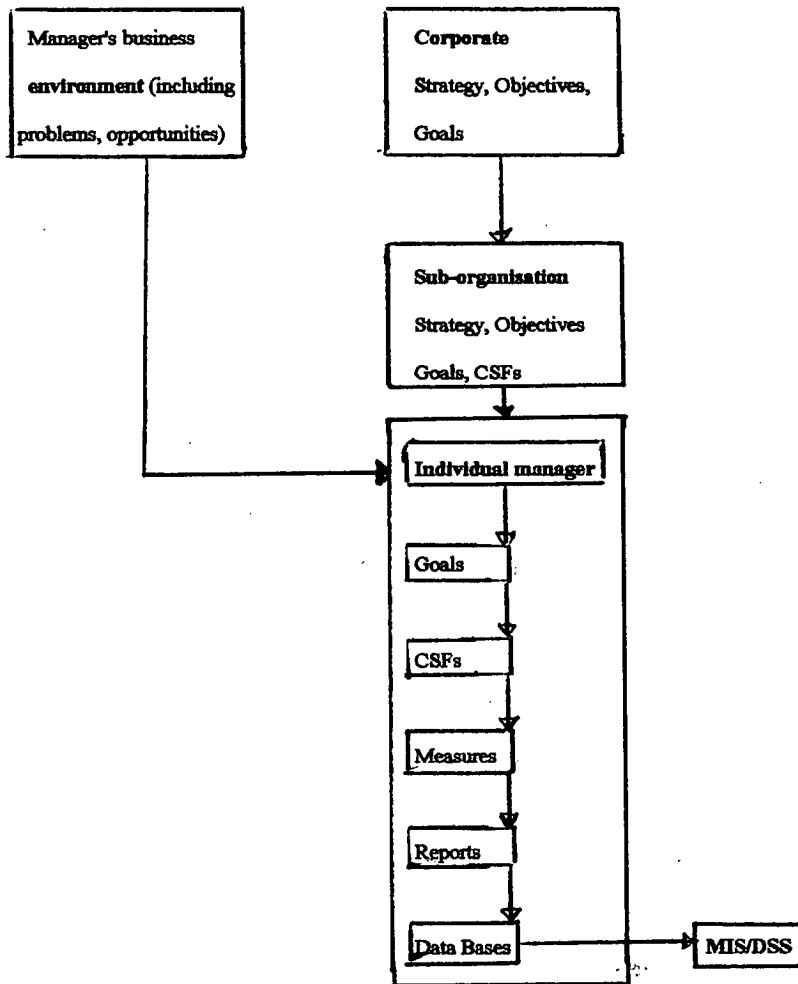 Manager's business
environment (including
problems, opportunities)
Corporate
Strategy, Objectives,
Goals
Sub-organisation
Strategy, Objectives
Goals, CSFs
Individual manager
Goals
CSFs
Measures
Reports
Data Bases
MIS/DSS